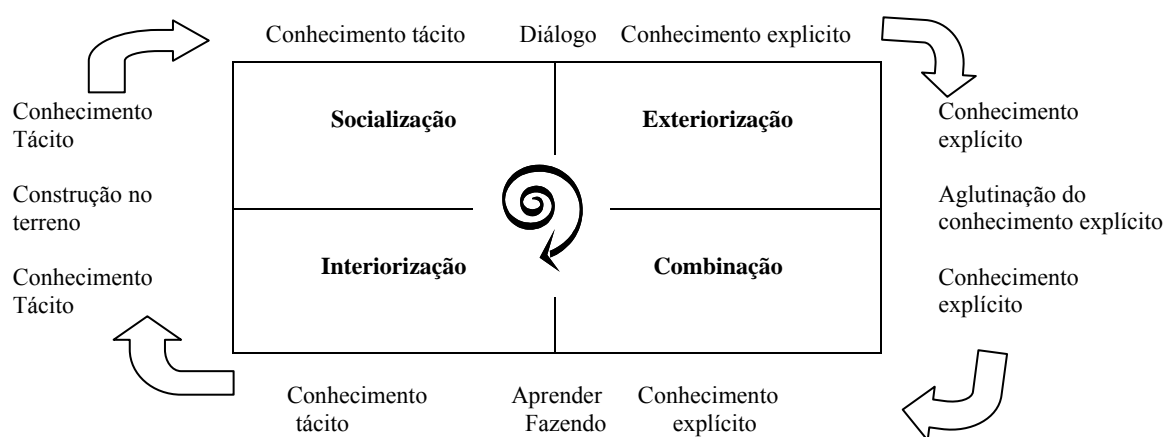 Conhecimento tácito Diálogo Conhecimento explicito
Conhecimento
Tácito
Construção no
terreno
Conhecimento
Tácito
Socialização Exteriorização
Interiorização Combinação
Conhecimento
explícito
Aglutinação do
conhecimento explícito
Conhecimento
explícito
Conhecimento Aprender Conhecimento
tácito Fazendo explícito